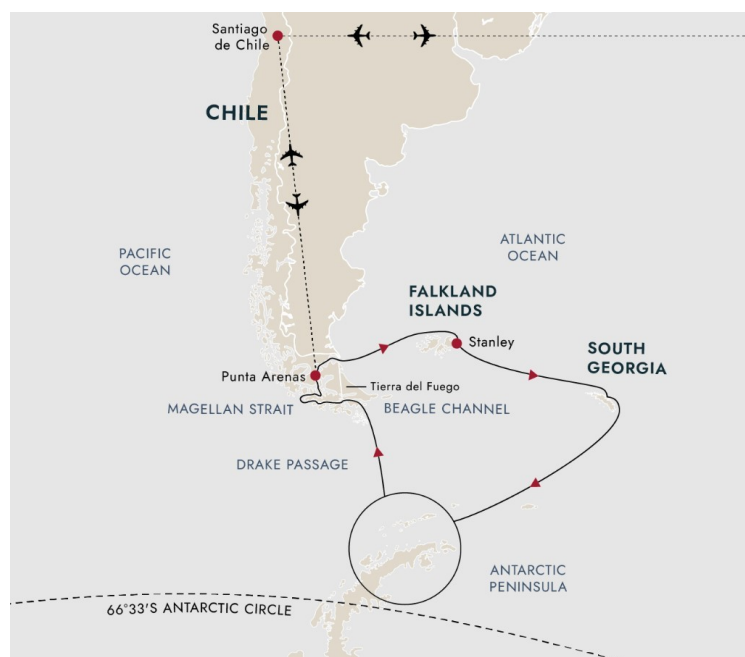 Santiago
de Chile
CHILE
PACIFIC
OCEAN
ATLANTIC
OCEAN
FALKLAND
ISLANDS
Stanley
SOUTH
GEORGIA
Punta Arenas
Tierra del Fuego
MAGELLAN STRAIT
BEAGLE CHANNEL
DRAKE PASSAGE
ANTARCTIC
PENINSULA
66°33'S ANTARCTIC CIRCLE